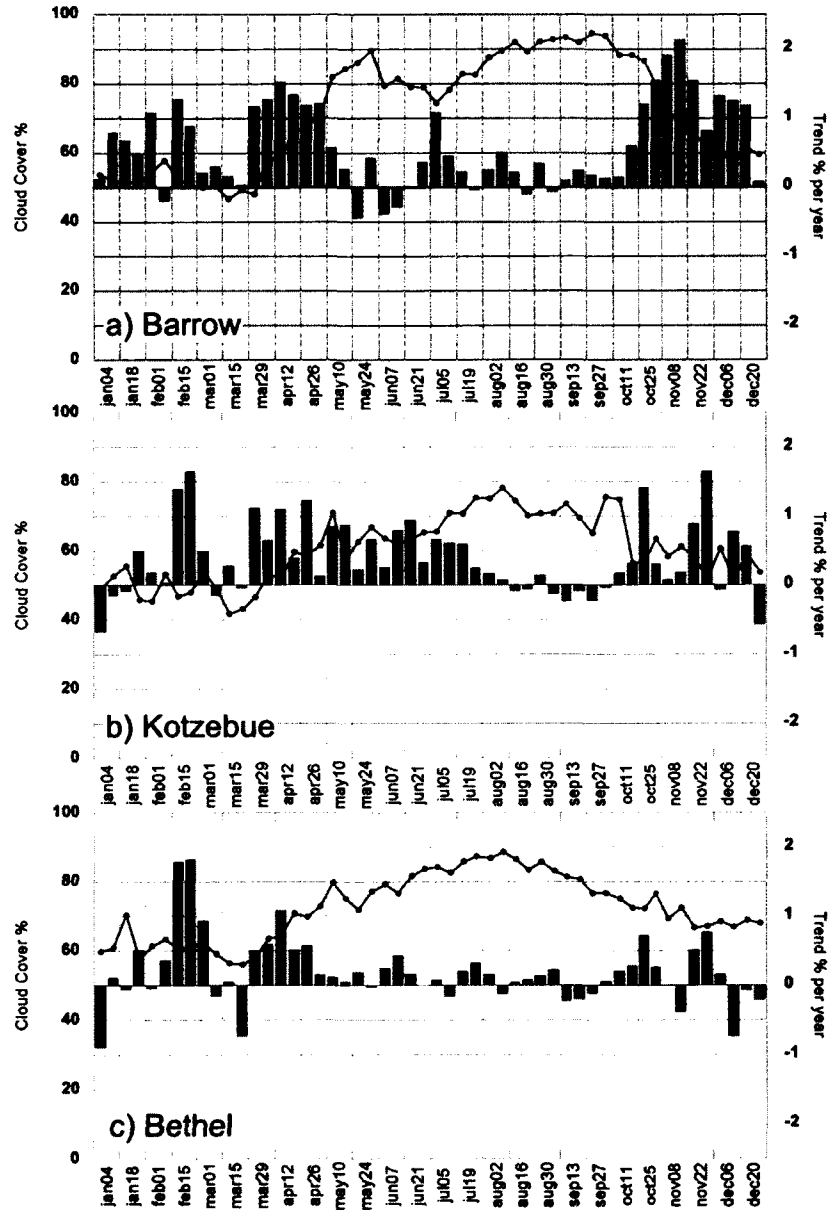 100
80
60
40
20
0
Cloud Cover %
2
1
0
-1
-2
Trend % per year
a) Barrow
jan04 jan18 feb01 feb15 mar01 mar15 mar29 apr12 apr26 may10 may24 jun07 jun21 jul05 jul19 aug02 aug16 aug30 sep13 sep27 oct11 oct25 nov08 nov22 dec06 dec20
100
80
60
40
20
0
Cloud Cover %
2
1
0
-1
-2
Trend % per year
b) Kotzebue
jan04 jan18 feb01 feb15 mar01 mar15 mar29 apr12 apr26 may10 may24 jun07 jun21 jul05 jul19 aug02 aug16 aug30 sep13 sep27 oct11 oct25 nov08 nov22 dec06 dec20
100
80
60
40
20
0
Cloud Cover %
2
1
0
-1
-2
Trend % per year
c) Bethel
jan04 jan18 feb01 feb15 mar01 mar15 mar29 apr12 apr26 may10 may24 jun07 jun21 jul05 jul19 aug02 aug16 aug30 sep13 sep27 oct11 oct25 nov08 nov22 dec06 dec20